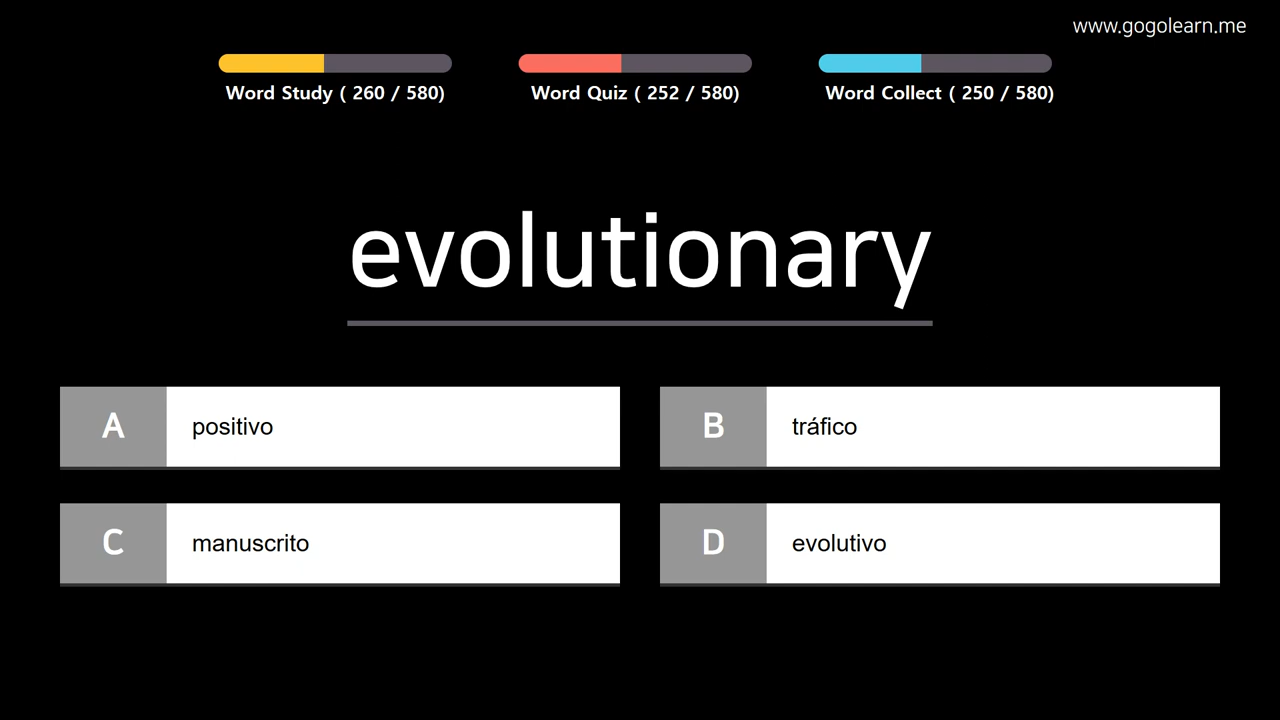 www.gogolearn.me
Word Study ( 260 / 580)
Word Quiz ( 252 / 580)
Word Collect ( 250 / 580)
evolutionary
A positivo
B tráfico
C manuscrito
D evolutivo